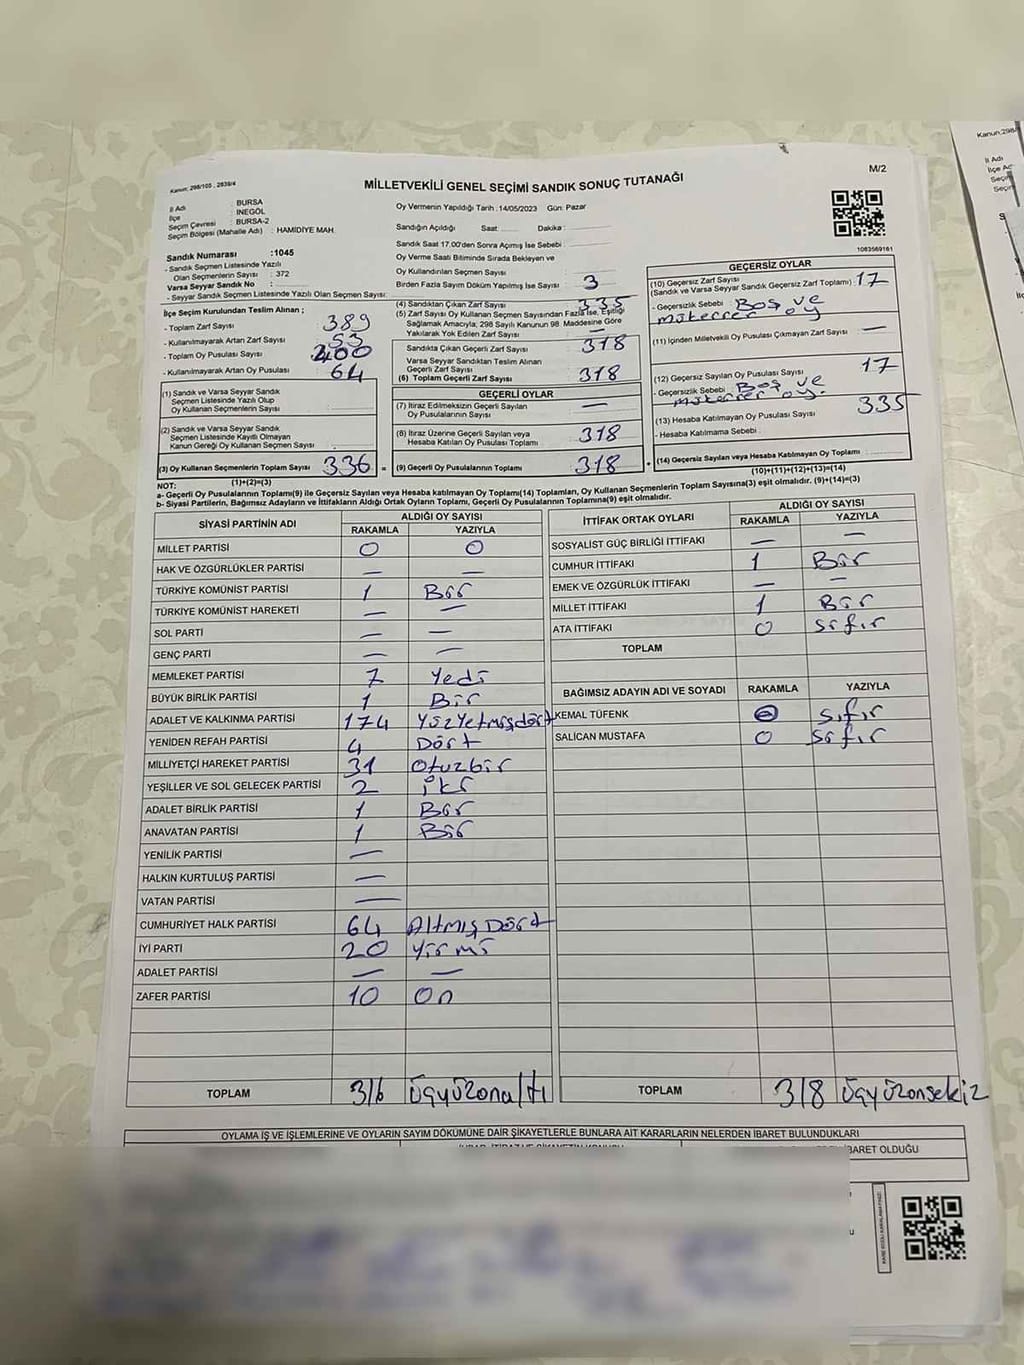 M/2
MİLLETVEKİLİ GENEL SEÇİMİ SANDIK SONUÇ TUTANAĞI
Kanun: 298/105 , 2839/4
İl Adı : BURSA
İlçe : İNEGÖL
Seçim Çevresi : BURSA-2
Seçim Bölgesi (Mahalle Adı) : HAMİDİYE MAH.
Sandık Numarası :1045
- Sandık Seçmen Listesinde Yazılı
Olan Seçmenlerin Sayısı : 372
Varsa Seyyar Sandık No :
- Seyyar Sandık Seçmen Listesinde Yazılı Olan Seçmen Sayısı:
Oy Vermenin Yapıldığı Tarih : 14/05/2023 Gün: Pazar
Sandığın Açıldığı Saat: Dakika:
Sandık Saat 17.00'den Sonra Açımış İse Sebebi :
Oy Verme Saati Bitiminde Sırada Bekleyen ve
Oy Kullandırılan Seçmen Sayısı :
Birden Fazla Sayım Döküm Yapılmış İse Sayısı : 3
1083569161
İlçe Seçim Kurulundan Teslim Alınan ;
- Toplam Zarf Sayısı 389
- Kullanılmayarak Artan Zarf Sayısı 53
- Toplam Oy Pusulası Sayısı 400
- Kullanılmayarak Artan Oy Pusulası 64
(1) Sandık ve Varsa Seyyar Sandık
Seçmen Listesinde Yazılı Olup
Oy Kullanan Seçmenlerin Sayısı :
(2) Sandık ve Varsa Seyyar Sandık
Seçmen Listesinde Kayıtlı Olmayan
Kanun Gereği Oy Kullanan Seçmen Sayısı :
(3) Oy Kullanan Seçmenlerin Toplam Sayısı 336 =
(1)+(2)=(3)
(4) Sandıktan Çıkan Zarf Sayısı : 335
(5) Zarf Sayısı Oy Kullanan Seçmen Sayısından Fazla İse, Eşitliği
Sağlamak Amacıyla; 298 Sayılı Kanunun 98. Maddesine Göre
Yakılarak Yok Edilen Zarf Sayısı : —
Sandıkta Çıkan Geçerli Zarf Sayısı : 318
Varsa Seyyar Sandıktan Teslim Alınan
Geçerli Zarf Sayısı :
(6) Toplam Geçerli Zarf Sayısı : 318
GEÇERLİ OYLAR
(7) İtiraz Edilmeksizin Geçerli Sayılan
Oy Pusulalarının Sayısı : —
(8) İtiraz Üzerine Geçerli Sayılan veya
Hesaba Katılan Oy Pusulası Toplamı : 318
(9) Geçerli Oy Pusulalarının Toplamı : 318 +
GEÇERSİZ OYLAR
(10) Geçersiz Zarf Sayısı : 17
(Sandık ve Varsa Seyyar Sandık Geçersiz Zarf Toplamı)
- Geçersizlik Sebebi : Boş ve
mükerrer oy
(11) İçinden Milletvekili Oy Pusulası Çıkmayan Zarf Sayısı : —
(12) Geçersiz Sayılan Oy Pusulası Sayısı : 17
- Geçersizlik Sebebi : Boş ve
mükerrer oy.
(13) Hesaba Katılmayan Oy Pusulası Sayısı : 335
- Hesaba Katılmama Sebebi :
(14) Geçersiz Sayılan veya Hesaba Katılmayan Oy Toplamı :
(10)+(11)+(12)+(13)=(14)
NOT:
a- Geçerli Oy Pusulalarının Toplamı(9) ile Geçersiz Sayılan veya Hesaba katılmayan Oy Toplamı(14) Toplamları, Oy Kullanan Seçmenlerin Toplam Sayısına(3) eşit olmalıdır. (9)+(14)=(3)
b- Siyasi Partilerin, Bağımsız Adayların ve İttifakların Aldığı Ortak Oyların Toplamı, Geçerli Oy Pusulalarının Toplamına(9) eşit olmalıdır.
SİYASİ PARTİNİN ADI ALDIĞI OY SAYISI
RAKAMLA YAZIYLA
MİLLET PARTİSİ 0 0
HAK VE ÖZGÜRLÜKLER PARTİSİ — —
TÜRKİYE KOMÜNİST PARTİSİ 1 Bir
TÜRKİYE KOMÜNİST HAREKETİ — —
SOL PARTİ — —
GENÇ PARTİ — —
MEMLEKET PARTİSİ 7 Yedi
BÜYÜK BİRLİK PARTİSİ 1 Bir
ADALET VE KALKINMA PARTİSİ 174 Yüzyetmişdört
YENİDEN REFAH PARTİSİ 4 Dört
MİLLİYETÇİ HAREKET PARTİSİ 31 Otuzbir
YEŞİLLER VE SOL GELECEK PARTİSİ 2 iki
ADALET BİRLİK PARTİSİ 1 Bir
ANAVATAN PARTİSİ 1 Bir
YENİLİK PARTİSİ —
HALKIN KURTULUŞ PARTİSİ —
VATAN PARTİSİ —
CUMHURİYET HALK PARTİSİ 64 Altmış Dört
İYİ PARTİ 20 Yirmi
ADALET PARTİSİ — —
ZAFER PARTİSİ 10 On
TOPLAM 316 üçyüzonaltı
İTTİFAK ORTAK OYLARI ALDIĞI OY SAYISI
RAKAMLA YAZIYLA
SOSYALİST GÜÇ BİRLİĞİ İTTİFAKI — —
CUMHUR İTTİFAKI 1 Bir
EMEK VE ÖZGÜRLÜK İTTİFAKI — —
MİLLET İTTİFAKI 1 Bir
ATA İTTİFAKI 0 sıfır
TOPLAM
BAĞIMSIZ ADAYIN ADI VE SOYADI RAKAMLA YAZIYLA
KEMAL TÜFENK 0 sıfır
SALİCAN MUSTAFA 0 sıfır
TOPLAM 318 üçyüzonsekiz
OYLAMA İŞ VE İŞLEMLERİNE VE OYLARIN SAYIM DÖKÜMÜNE DAİR ŞİKAYETLERLE BUNLARA AİT KARARLARIN NELERDEN İBARET BULUNDUKLARI
İBARET OLDUĞU